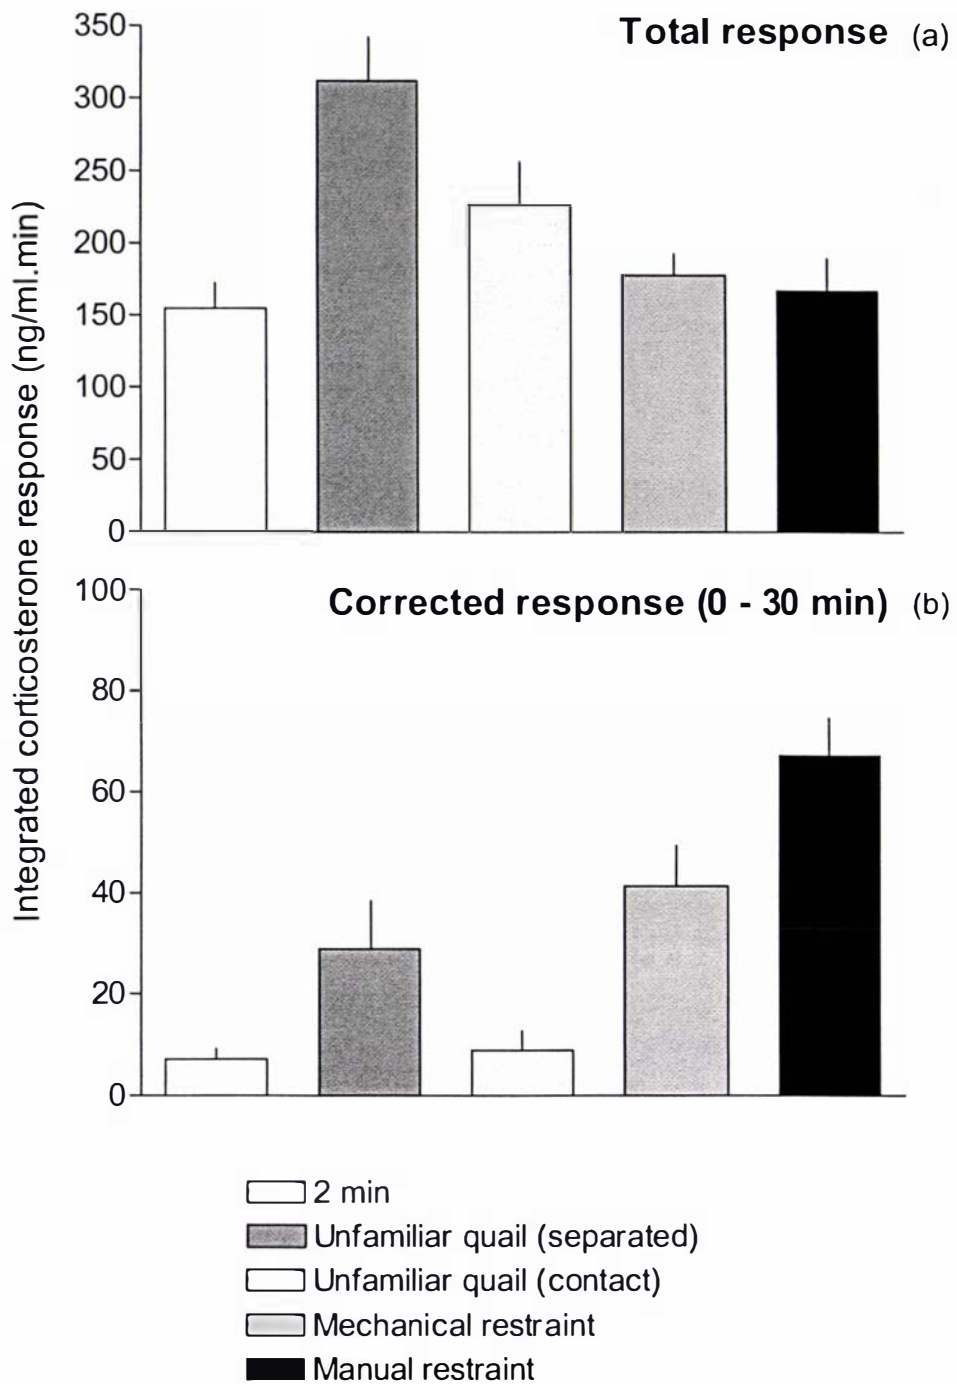 Integrated corticosterone response (ng/ml.min)
Total response (a)
350
300
250
200
150
100
50
0
Corrected response (0 - 30 min) (b)
100
80
60
40
20
0
2 min
Unfamiliar quail (separated)
Unfamiliar quail (contact)
Mechanical restraint
Manual restraint